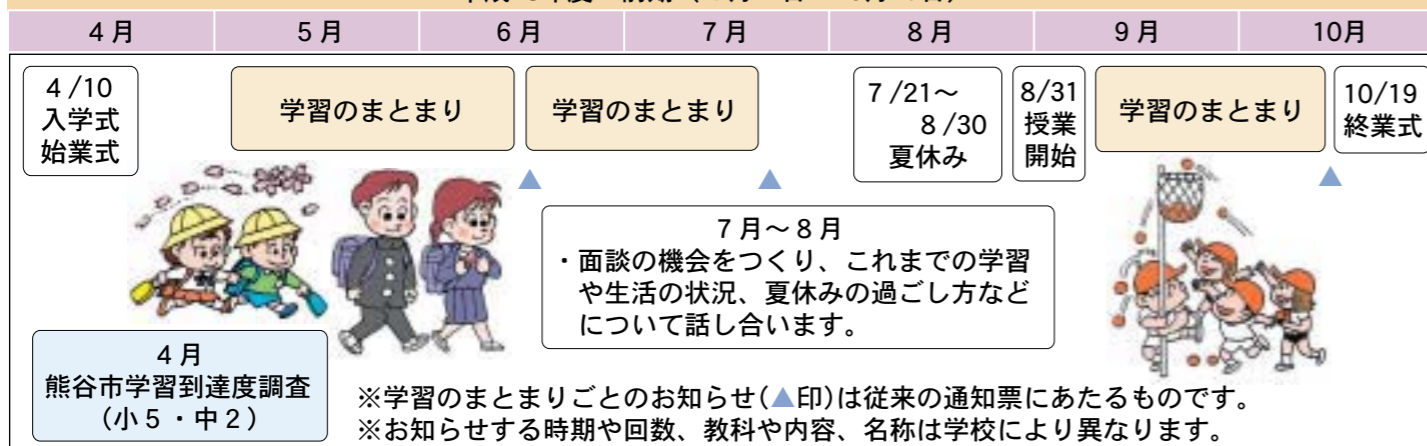 4月 5月 6月 7月 8月 9月 10月
4/10
入学式
始業式
学習のまとまり
学習のまとまり
7/21～
8/30
夏休み
8/31
授業
開始
学習のまとまり
10/19
終業式
▲ ▲ ▲
7月～8月
・面談の機会をつくり、これまでの学習
や生活の状況、夏休みの過ごし方など
について話し合います。
4月
熊谷市学習到達度調査
(小5・中2)
※学習のまとまりごとのお知らせ(▲印)は従来の通知票にあたるものです。
※お知らせする時期や回数、教科や内容、名称は学校により異なります。